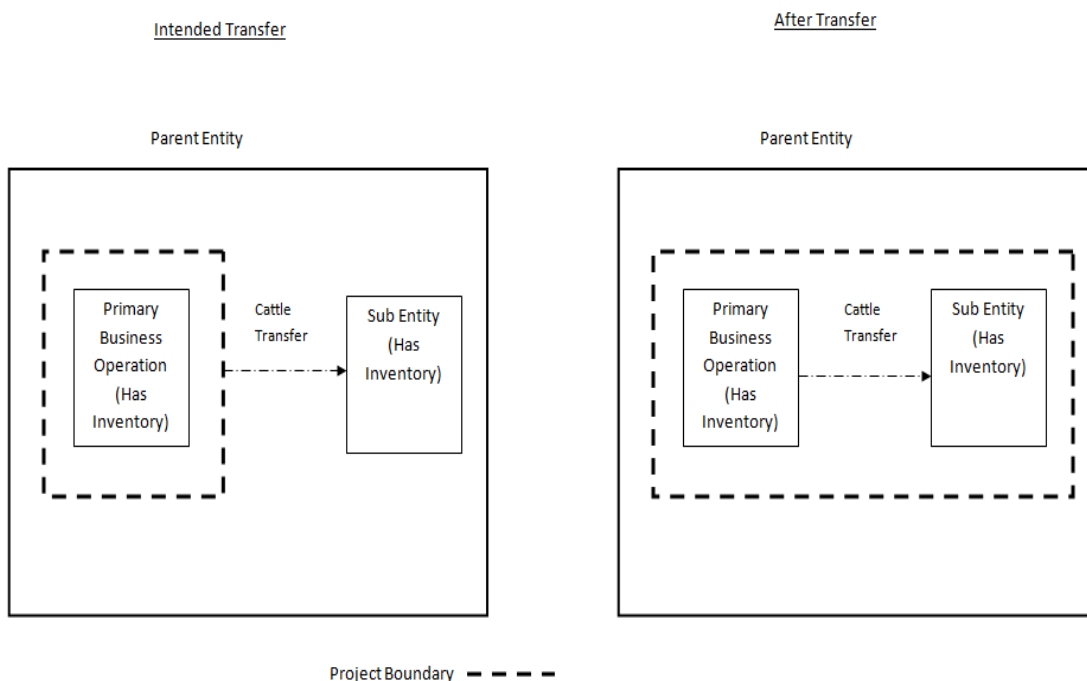 Intended Transfer
After Transfer
Parent Entity
Parent Entity
Primary
Business
Operation
(Has
Inventory)
Cattle
Transfer
Sub Entity
(Has
Inventory)
Primary
Business
Operation
(Has
Inventory)
Cattle
Transfer
Sub Entity
(Has
Inventory)
Project Boundary